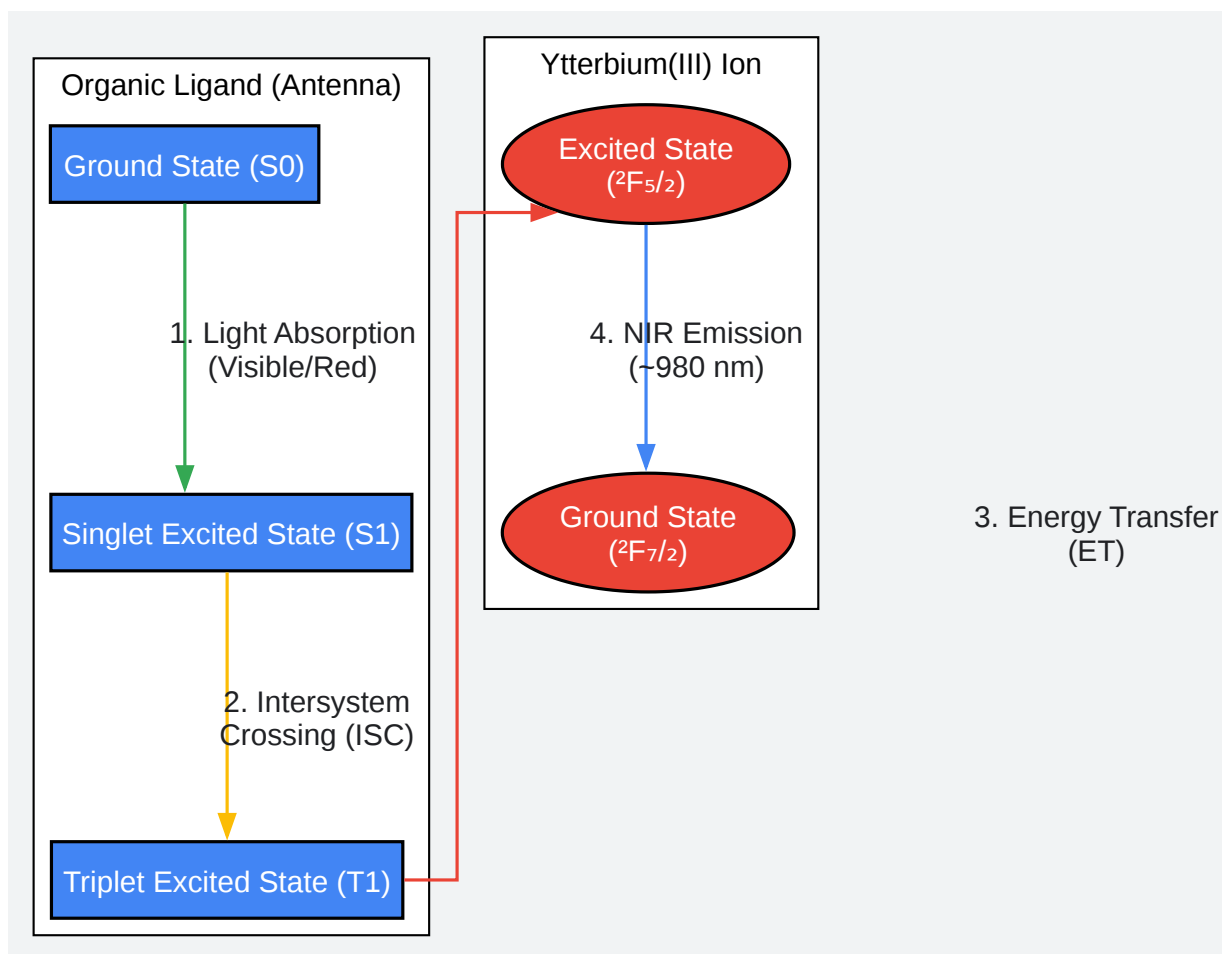 Organic Ligand (Antenna)
Ground State (S0)
1. Light Absorption
(Visible/Red)
Singlet Excited State (S1)
2. Intersystem
Crossing (ISC)
Triplet Excited State (T1)
Ytterbium(III) Ion
Excited State
(²F₅/₂)
4. NIR Emission
(~980 nm)
Ground State
(²F₇/₂)
3. Energy Transfer
(ET)